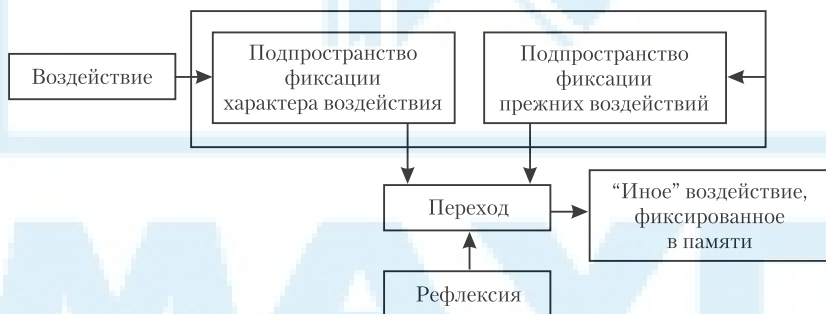 Воздействие
Подпространство
фиксации
характера воздействия
Подпространство
фиксации
прежних воздействий
Переход
“Иное” воздействие,
фиксированное
в памяти
Рефлексия